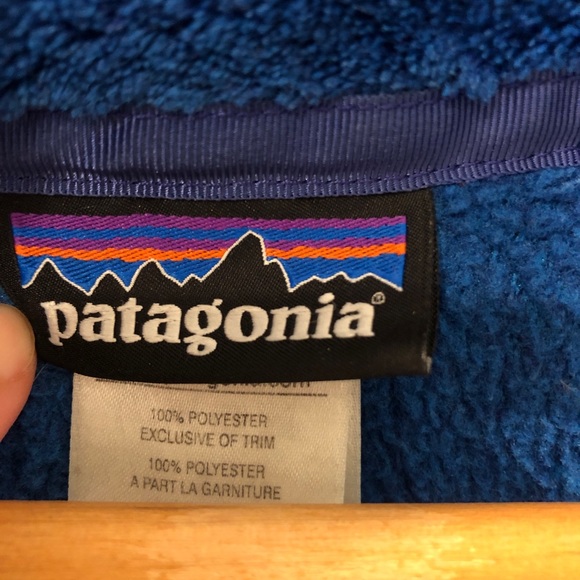 patagonia®
100% POLYESTER
EXCLUSIVE OF TRIM
100% POLYESTER
A PART LA GARNITURE